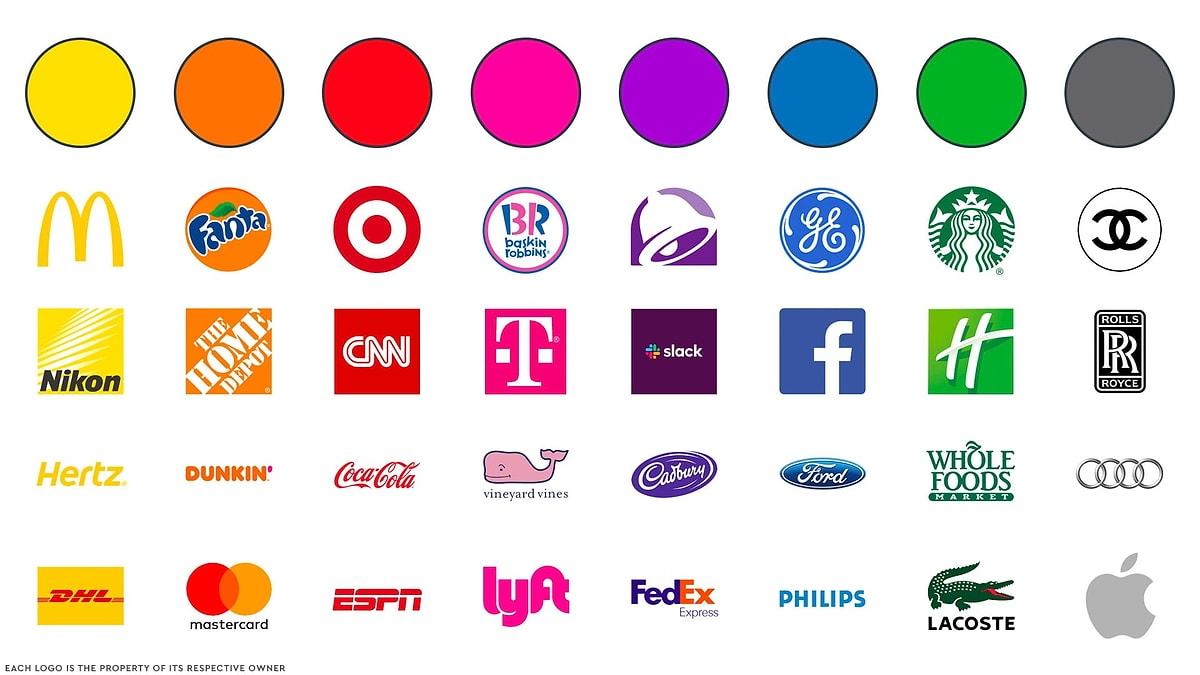 Fanta
BR
baskin
robbins®
GE
®
Nikon
THE
HOME
DEPOT
®
CNN
T®
slack
f
H
ROLLS
RR
ROYCE
Hertz®
DUNKIN'
Coca-Cola
vineyard vines
Cadbury
Ford
WHOLE
FOODS
MARKET
DHL
mastercard
ESPN
lyft
FedEx
Express
PHILIPS
LACOSTE
EACH LOGO IS THE PROPERTY OF ITS RESPECTIVE OWNER